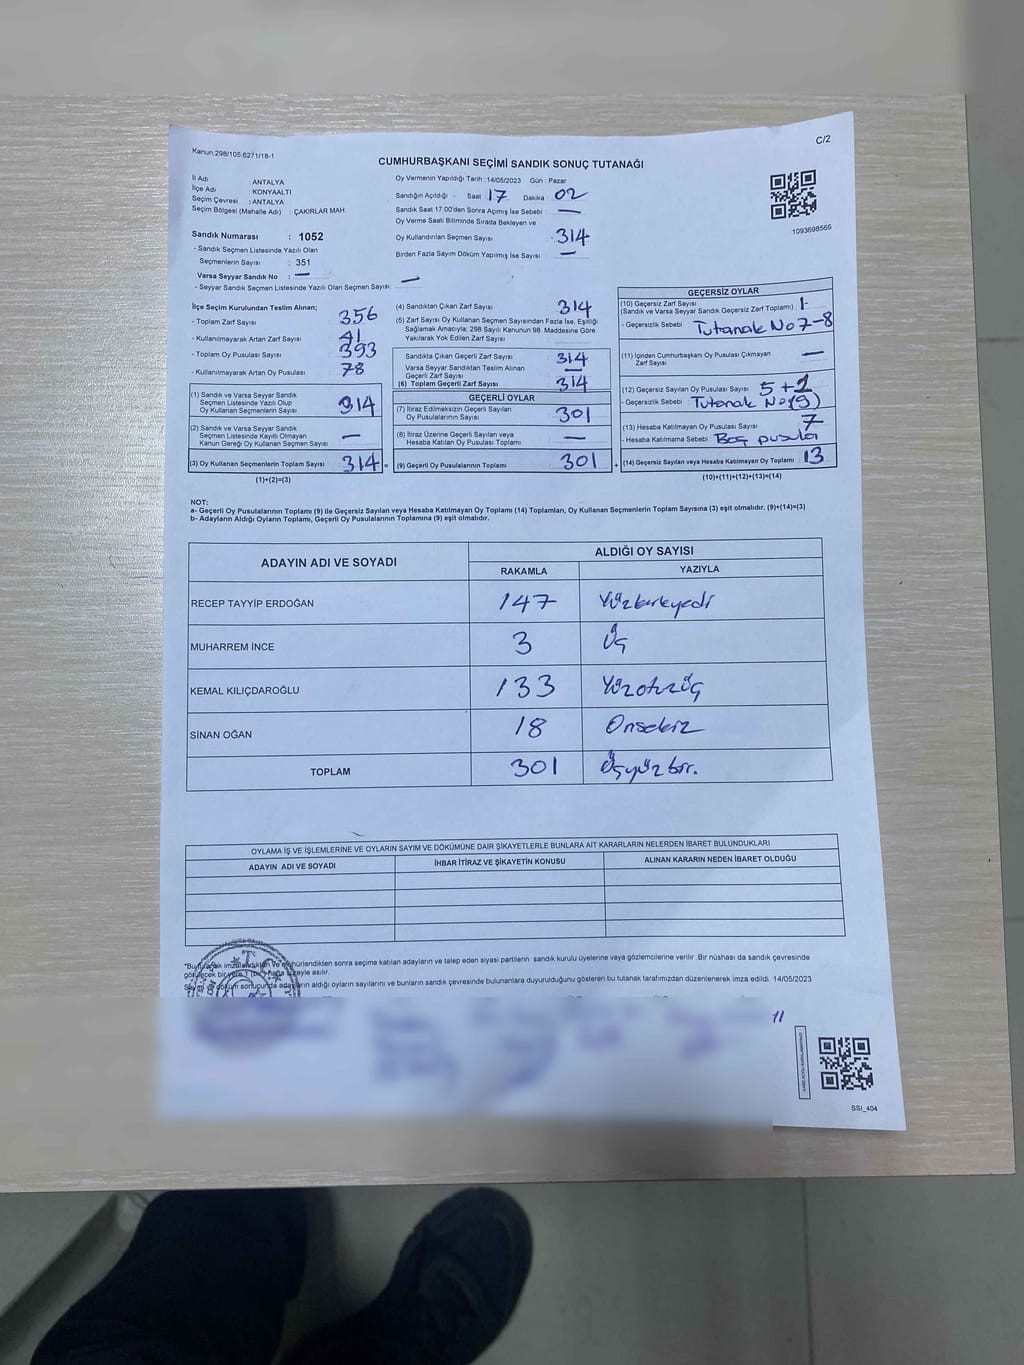 Kanun:298/105,6271/18-1
C/2
CUMHURBAŞKANI SEÇİMİ SANDIK SONUÇ TUTANAĞI
İl Adı ANTALYA
İlçe Adı KONYAALTI
Seçim Çevresi : ANTALYA
Seçim Bölgesi (Mahalle Adı) : ÇAKIRLAR MAH
Sandık Numarası : 1052
- Sandık Seçmen Listesinde Yazılı Olan
Seçmenlerin Sayısı : 351
Varsa Seyyar Sandık No : —
- Seyyar Sandık Seçmen Listesinde Yazılı Olan Seçmen Sayısı: —
Oy Vermenin Yapıldığı Tarih :14/05/2023 Gün : Pazar
Sandığın Açıldığı : Saat 17 Dakika 02
Sandık Saat 17.00'den Sonra Açımış İse Sebebi : —
Oy Verme Saati Bitiminde Sırada Bekleyen ve
Oy Kullandırılan Seçmen Sayısı : 314
Birden Fazla Sayım Döküm Yapılmış İse Sayısı : —
1093698566
İlçe Seçim Kurulundan Teslim Alınan;
- Toplam Zarf Sayısı : 356
- Kullanılmayarak Artan Zarf Sayısı : 41
- Toplam Oy Pusulası Sayısı : 393
- Kullanılmayarak Artan Oy Pusulası : 78
(1) Sandık ve Varsa Seyyar Sandık
Seçmen Listesinde Yazılı Olup
Oy Kullanan Seçmenlerin Sayısı 314
(2) Sandık ve Varsa Seyyar Sandık
Seçmen Listesinde Kayıtlı Olmayan
Kanun Gereği Oy Kullanan Seçmen Sayısı —
(3) Oy Kullanan Seçmenlerin Toplam Sayısı 314 =
(1)+(2)=(3)
(4) Sandıktan Çıkan Zarf Sayısı 314
(5) Zarf Sayısı Oy Kullanan Seçmen Sayısından Fazla İse, Eşitliği
Sağlamak Amacıyla; 298 Sayılı Kanunun 98. Maddesine Göre
Yakılarak Yok Edilen Zarf Sayısı
Sandıkta Çıkan Geçerli Zarf Sayısı 314
Varsa Seyyar Sandıktan Teslim Alınan
Geçerli Zarf Sayısı —
(6) Toplam Geçerli Zarf Sayısı 314
GEÇERLİ OYLAR
(7) İtiraz Edilmeksizin Geçerli Sayılan
Oy Pusulalarının Sayısı 301
(8) İtiraz Üzerine Geçerli Sayılan veya
Hesaba Katılan Oy Pusulası Toplamı —
(9) Geçerli Oy Pusulalarının Toplamı 301 +
GEÇERSİZ OYLAR
(10) Geçersiz Zarf Sayısı
(Sandık ve Varsa Seyyar Sandık Geçersiz Zarf Toplamı) : 1
- Geçersizlik Sebebi : Tutanak No 7-8
(11) İçinden Cumhurbaşkanı Oy Pusulası Çıkmayan
Zarf Sayısı —
(12) Geçersiz Sayılan Oy Pusulası Sayısı 5 +
- Geçersizlik Sebebi : Tutanak No (9)
(13) Hesaba Katılmayan Oy Pusulası Sayısı 7
- Hesaba Katılmama Sebebi : Boş pusula
(14) Geçersiz Sayılan veya Hesaba Katılmayan Oy Toplamı : 13
(10)+(11)+(12)+(13)=(14)
NOT:
a- Geçerli Oy Pusulalarının Toplamı (9) ile Geçersiz Sayılan veya Hesaba Katılmayan Oy Toplamı (14) Toplamları, Oy Kullanan Seçmenlerin Toplam Sayısına (3) eşit olmalıdır. (9)+(14)=(3)
b- Adayların Aldığı Oyların Toplamı, Geçerli Oy Pusulalarının Toplamına (9) eşit olmalıdır.
ADAYIN ADI VE SOYADI ALDIĞI OY SAYISI
RAKAMLA YAZIYLA
RECEP TAYYİP ERDOĞAN 147 Yüzkırkyedi
MUHARREM İNCE 3 Üç
KEMAL KILIÇDAROĞLU 133 Yüzotuzüç
SİNAN OĞAN 18 Onsekiz
TOPLAM 301 Üçyüzbir.
OYLAMA İŞ VE İŞLEMLERİNE VE OYLARIN SAYIM VE DÖKÜMÜNE DAİR ŞİKAYETLERLE BUNLARA AİT KARARLARIN NELERDEN İBARET BULUNDUKLARI
ADAYIN ADI VE SOYADI İHBAR İTİRAZ VE ŞİKAYETİN KONUSU ALINAN KARARIN NEDEN İBARET OLDUĞU
*Bu tutanak imzalandıktan ve mühürlendikten sonra seçime katılan adayların ve talep eden siyasi partilerin sandık kurulu üyelerine veya gözlemcilerine verilir. Bir nüshası da sandık çevresinde
görülecek bir yere 1 (bir) hafta süreyle asılır.
Sayım ve döküm sonucunda adayların aldığı oyların sayılarını ve bunların sandık çevresinde bulunanlara duyurulduğunu gösteren bu tutanak tarafımızdan düzenlenerek imza edildi. 14/05/2023
SSI_404